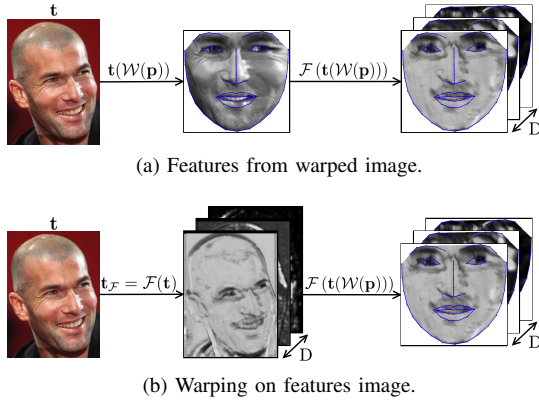 t
t(W(p))
F (t(W(p)))
D
(a) Features from warped image.
t
t_F = F(t)
F (t(W(p)))
D
D
(b) Warping on features image.